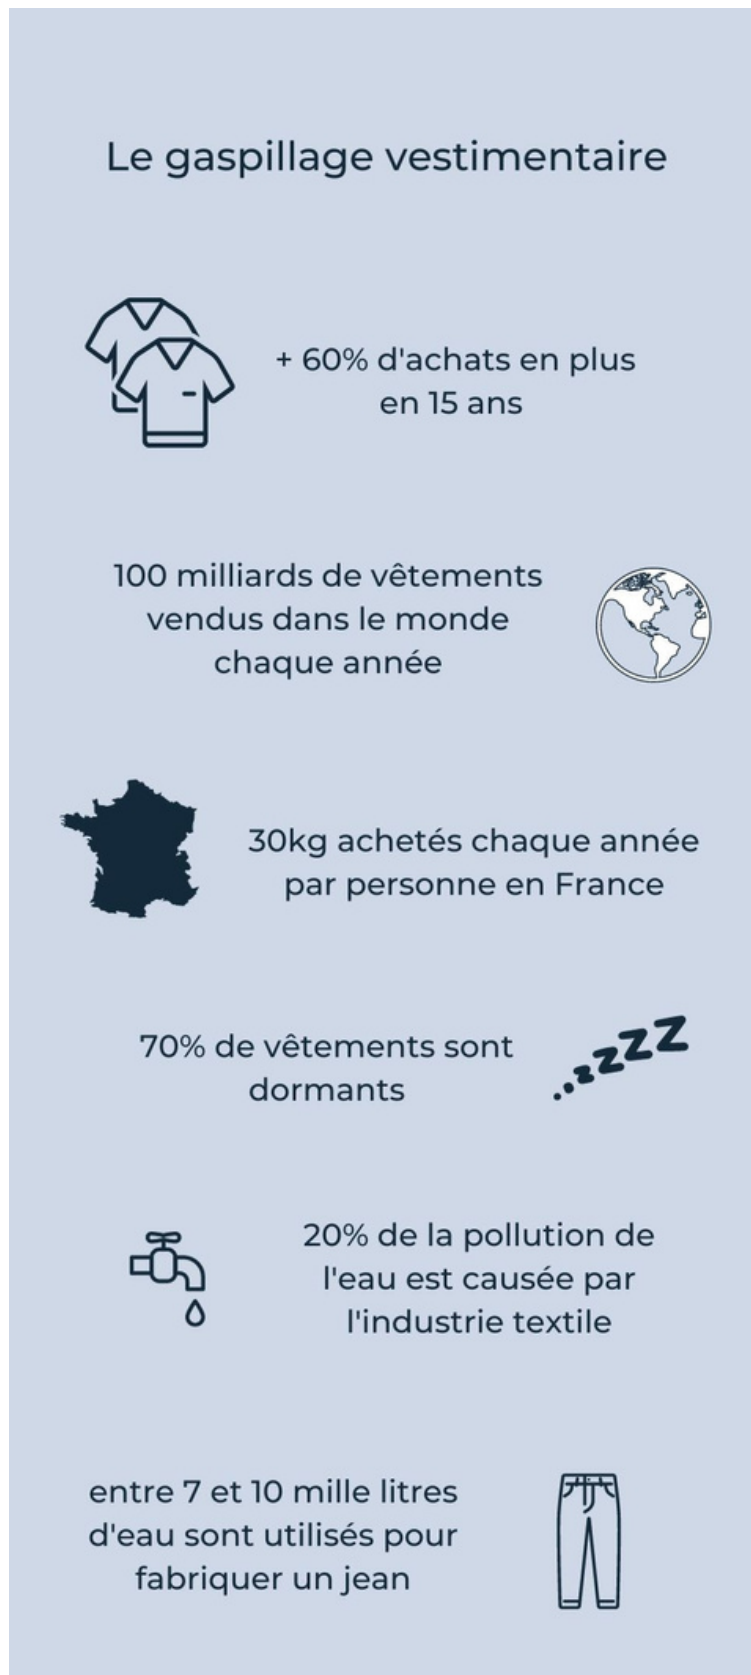 Le gaspillage vestimentaire
+ 60% d'achats en plus
en 15 ans
100 milliards de vêtements
vendus dans le monde
chaque année
30kg achetés chaque année
par personne en France
70% de vêtements sont
dormants
zzzZ
20% de la pollution de
l'eau est causée par
l'industrie textile
entre 7 et 10 mille litres
d'eau sont utilisés pour
fabriquer un jean